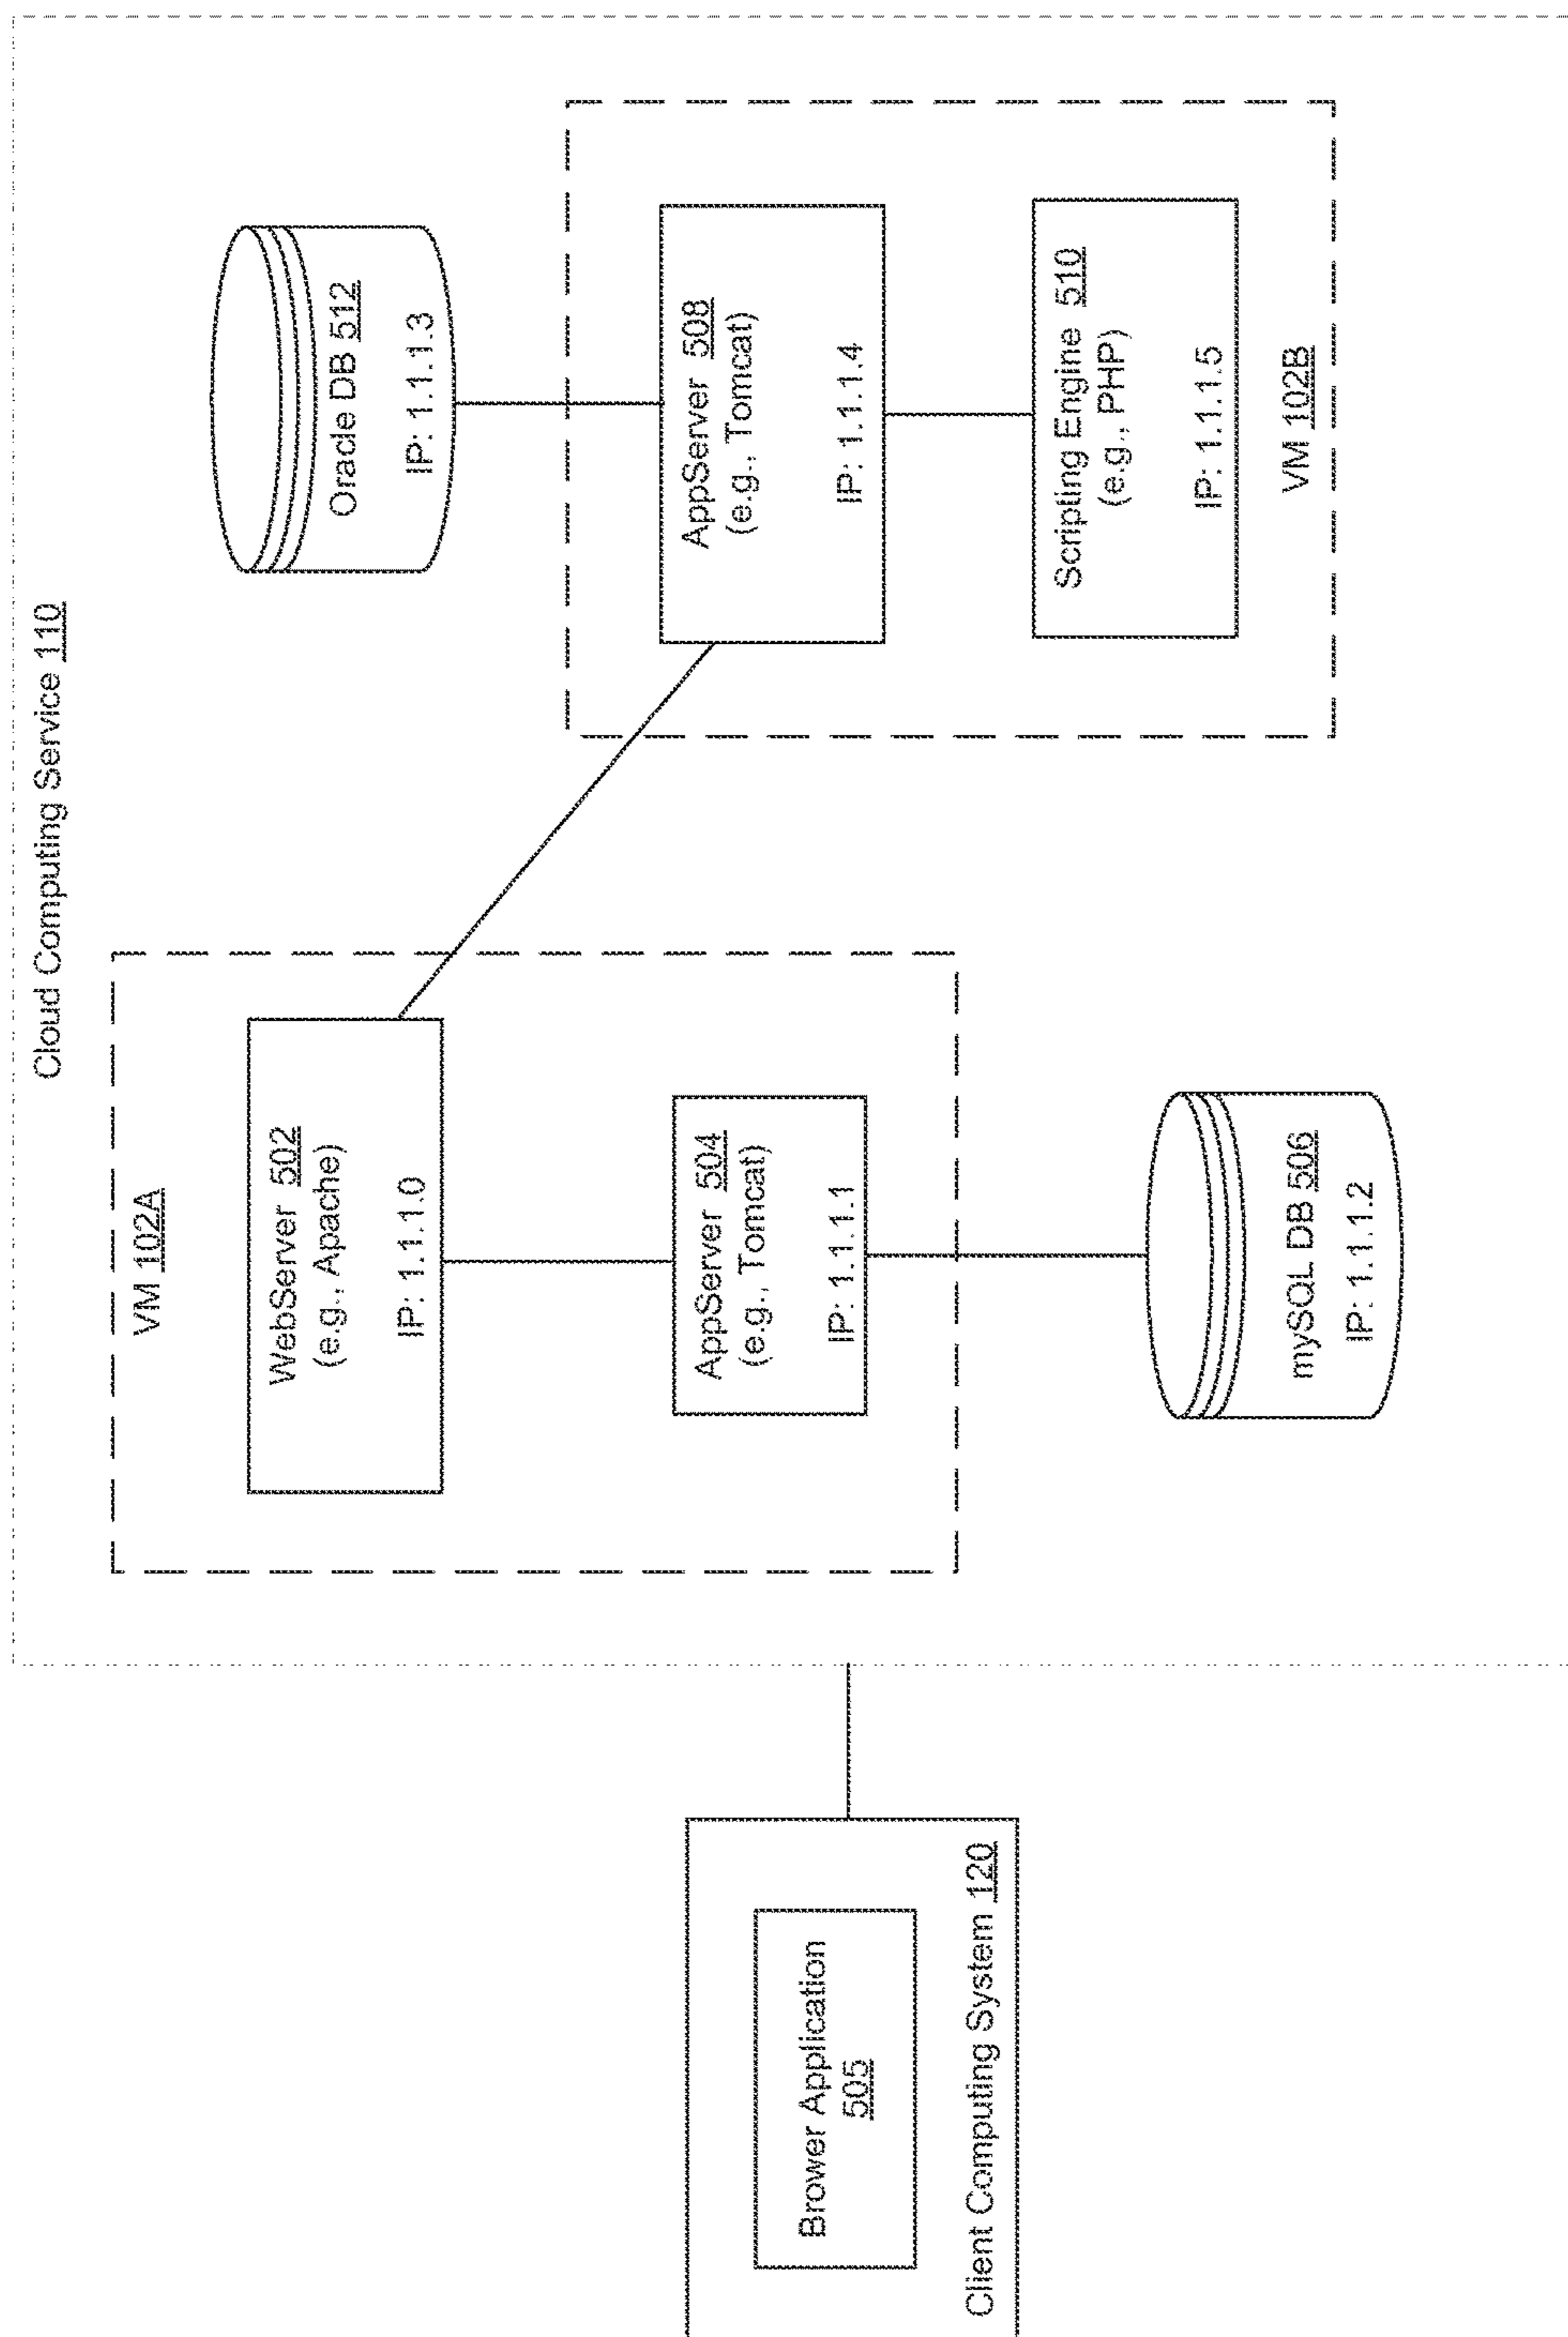 Cloud Computing Service 110
VM 102A
WebServer 502
(e.g., Apache)
IP: 1.1.1.0
AppServer 504
(e.g., Tomcat)
IP: 1.1.1.1
mySQL DB 506
IP: 1.1.1.2
Oracle DB 512
IP: 1.1.1.3
AppServer 508
(e.g., Tomcat)
IP: 1.1.1.4
Scripting Engine 510
(e.g., PHP)
IP: 1.1.1.5
VM 102B
Brower Application
505
Client Computing System 120